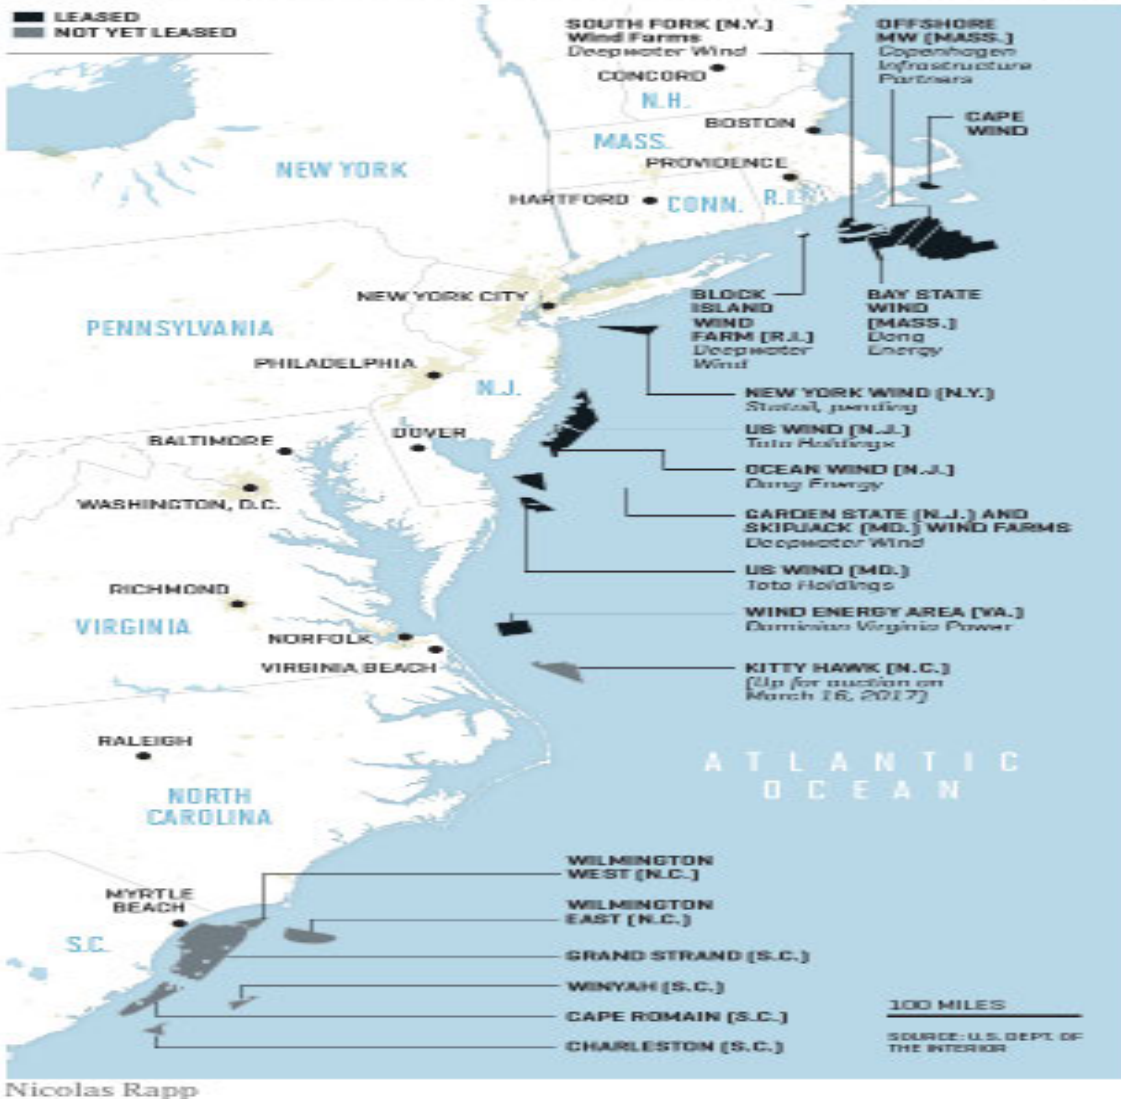 LEASED
NOT YET LEASED
SOUTH FORK [N.Y.]
Wind Farms
Deepwater Wind
OFFSHORE
MW [MASS.]
Copenhagen
Infrastructure
Partners
CONCORD
N.H.
BOSTON
CAPE
WIND
MASS.
PROVIDENCE
NEW YORK
HARTFORD
CONN.
R.I.
NEW YORK CITY
BLOCK
ISLAND
WIND
FARM [R.I.]
Deepwater
Wind
BAY STATE
WIND
[MASS.]
Dong
Energy
PENNSYLVANIA
PHILADELPHIA
N.J.
NEW YORK WIND [N.Y.]
Statoil, pending
US WIND [N.J.]
Toto Holdings
DOVER
BALTIMORE
OCEAN WIND [N.J.]
Dong Energy
WASHINGTON, D.C.
GARDEN STATE [N.J.] AND
SKIPJACK [MD.] WIND FARMS
Deepwater Wind
US WIND [MD.]
Toto Holdings
RICHMOND
VIRGINIA
WIND ENERGY AREA [VA.]
Dominion Virginia Power
NORFOLK
VIRGINIA BEACH
KITTY HAWK [N.C.]
[Up for auction on
March 16, 2017]
RALEIGH
ATLANTIC
OCEAN
NORTH
CAROLINA
WILMINGTON
WEST [N.C.]
MYRTLE
BEACH
WILMINGTON
EAST [N.C.]
S.C.
GRAND STRAND [S.C.]
WINYAH [S.C.]
CAPE ROMAIN [S.C.]
CHARLESTON [S.C.]
100 MILES
SOURCE: U.S. DEPT. OF
THE INTERIOR
Nicolas Rapp